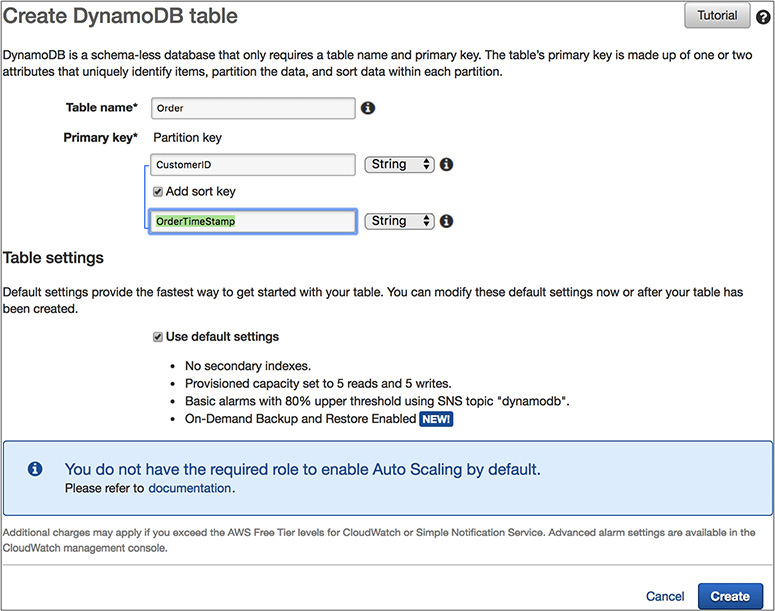 Create DynamoDB table
Tutorial
DynamoDB is a schema-less database that only requires a table name and primary key. The table's primary key is made up of one or two
attributes that uniquely identify items, partition the data, and sort data within each partition.
Table name* Order
Primary key* Partition key
CustomerID String
Add sort key
OrderTimeStamp String
Table settings
Default settings provide the fastest way to get started with your table. You can modify these default settings now or after your table has
been created.
Use default settings
• No secondary indexes.
• Provisioned capacity set to 5 reads and 5 writes.
• Basic alarms with 80% upper threshold using SNS topic "dynamodb".
• On-Demand Backup and Restore Enabled NEW!
You do not have the required role to enable Auto Scaling by default.
Please refer to documentation.
Additional charges may apply if you exceed the AWS Free Tier levels for CloudWatch or Simple Notification Service. Advanced alarm settings are available in the
CloudWatch management console.
Cancel Create